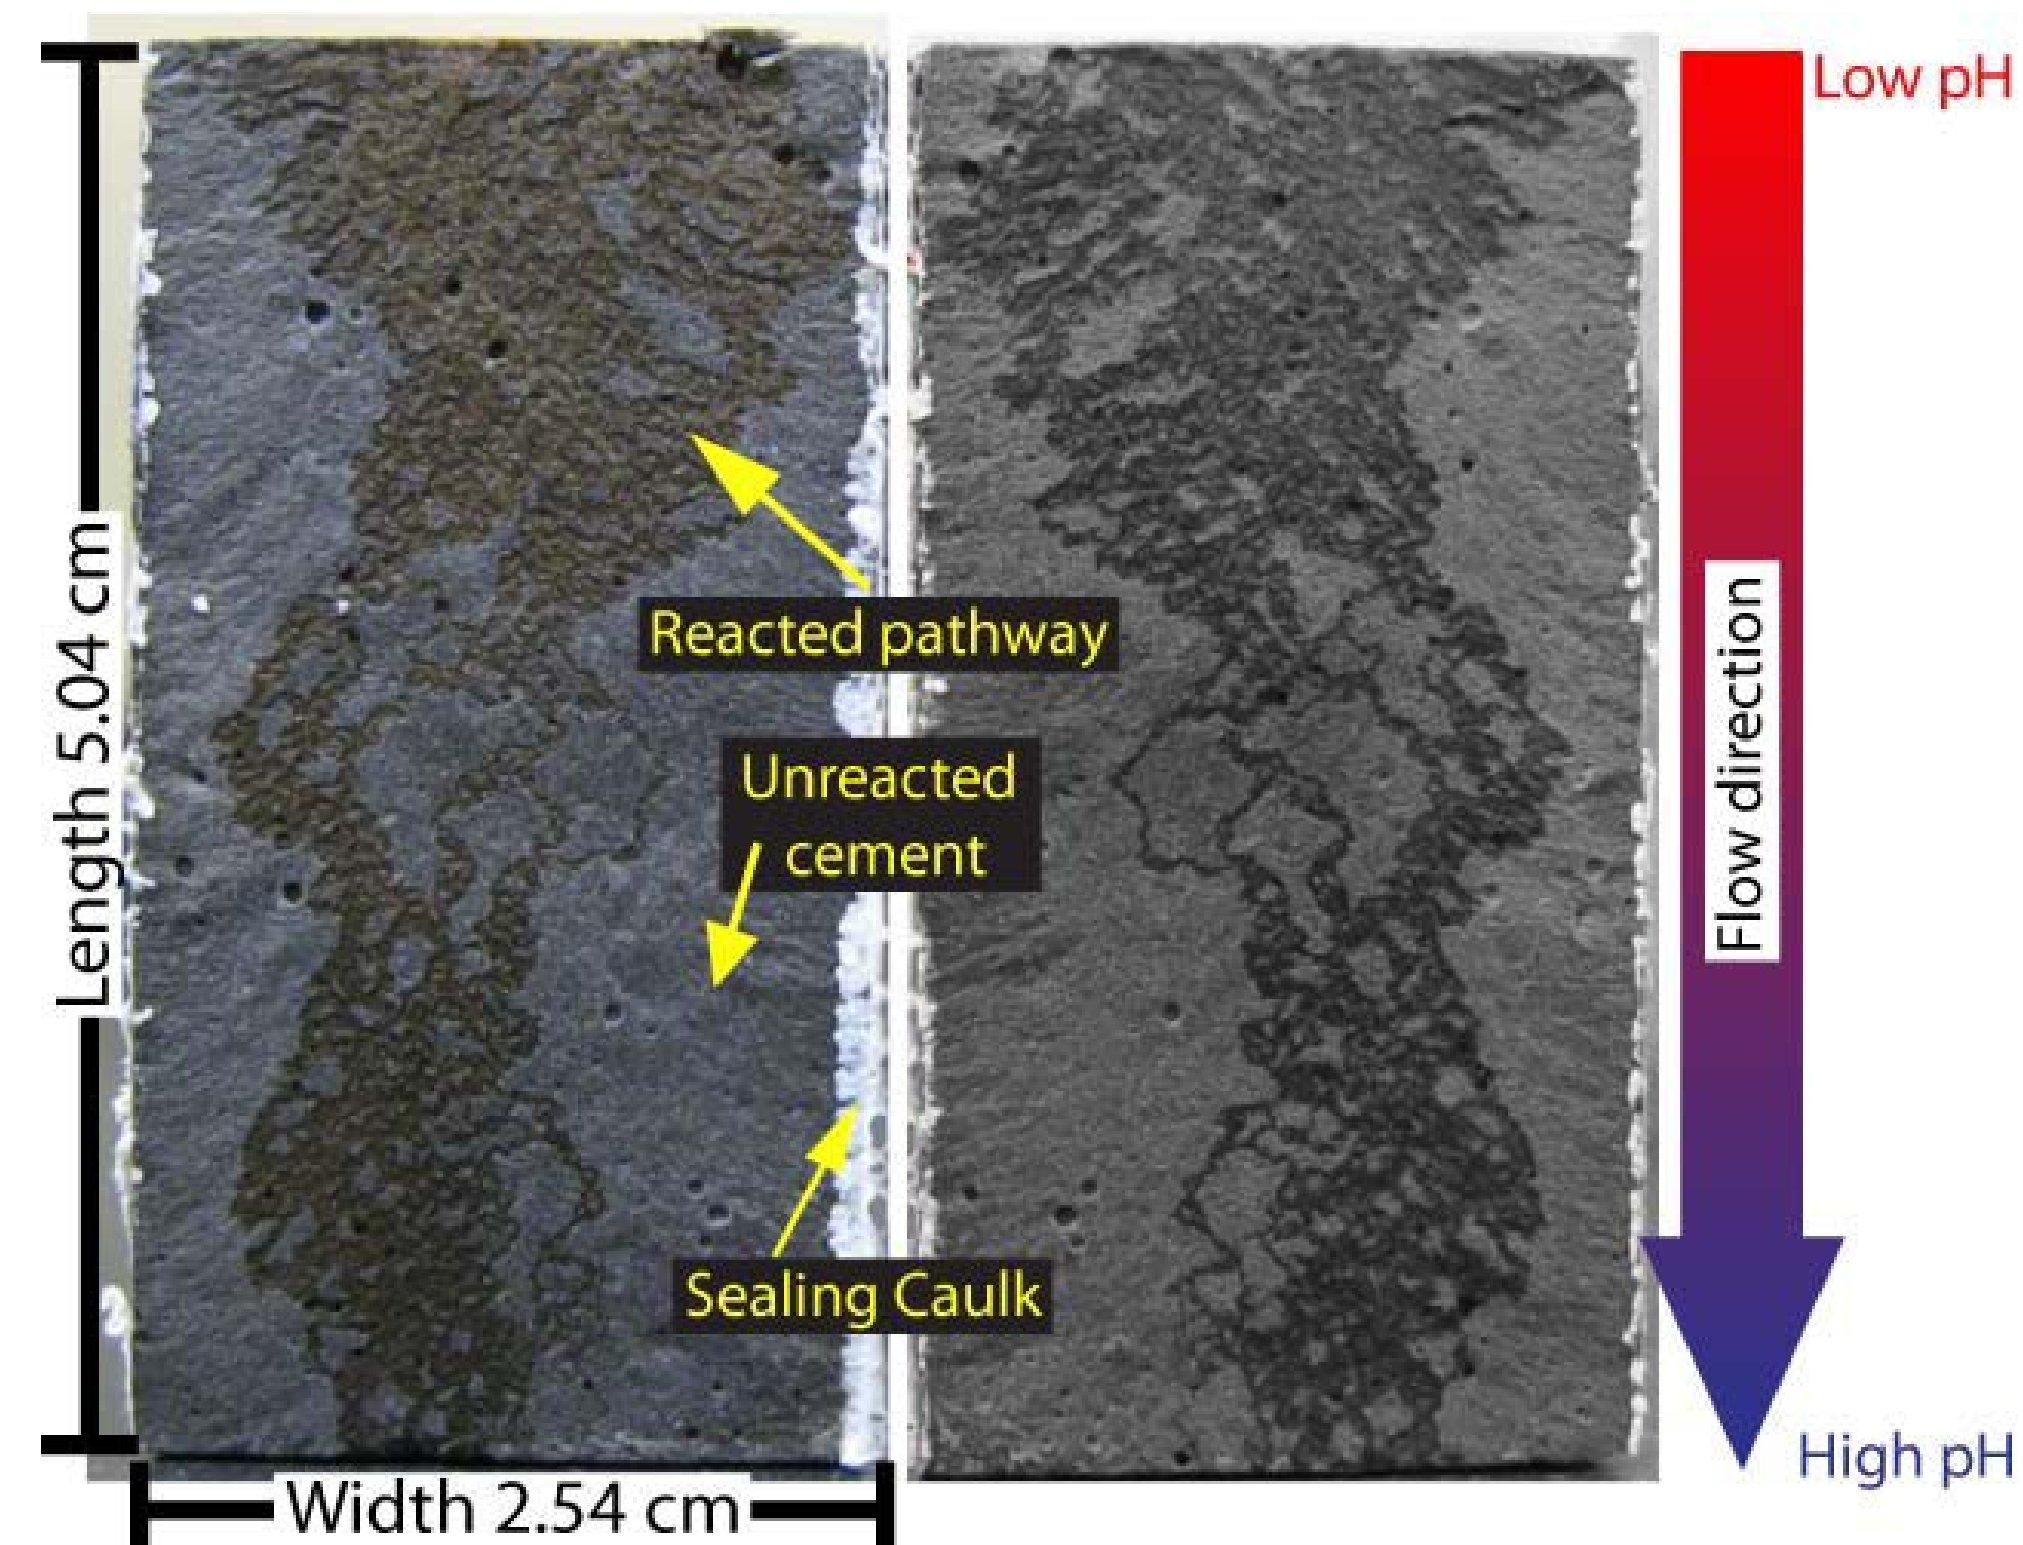 Low pH
Length 5.04 cm
Reacted pathway
Unreacted
cement
Flow direction
Sealing Caulk
High pH
Width 2.54 cm